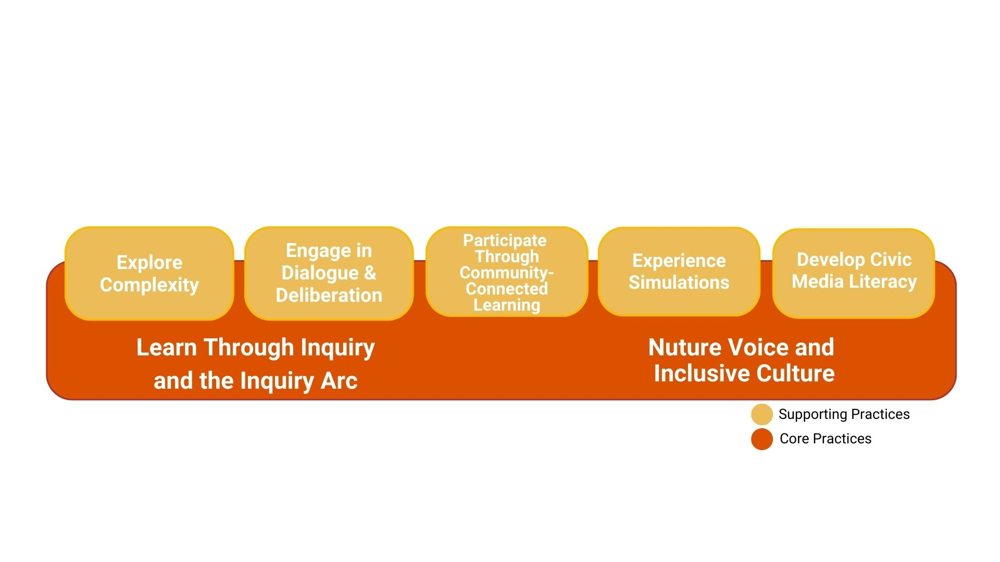 Explore
Complexity
Engage in
Dialogue &
Deliberation
Participate
Through
Community-
Connected
Learning
Experience
Simulations
Develop Civic
Media Literacy
Learn Through Inquiry
and the Inquiry Arc
Nuture Voice and
Inclusive Culture
Supporting Practices
Core Practices